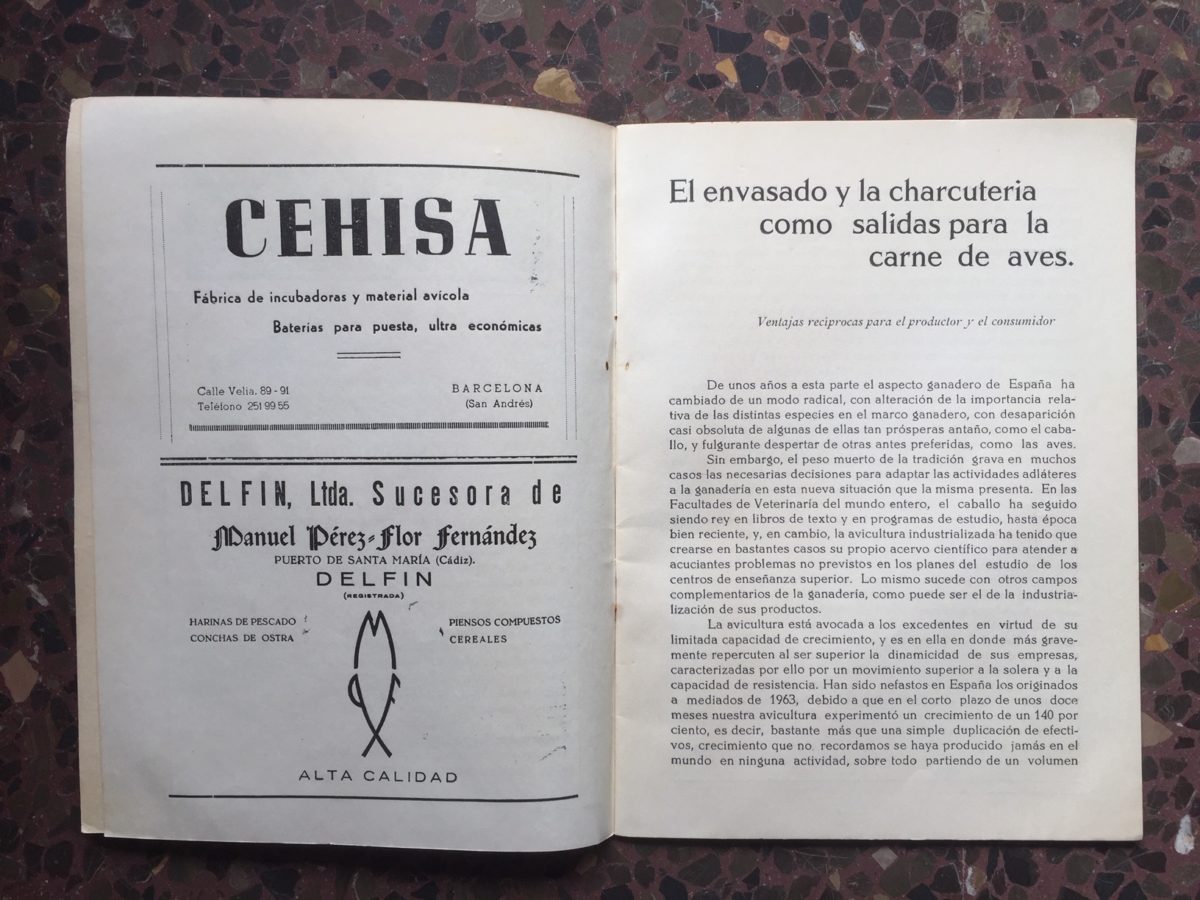 CEHISA
Fábrica de incubadoras y material avícola
Baterías para puesta, ultra económicas
Calle Velia, 89 - 91
Teléfono 251 99 55
BARCELONA
(San Andrés)
DELFIN, Ltda. Sucesora de
Manuel Pérez-Flor Fernández
PUERTO DE SANTA MARÍA (Cádiz).
DELFIN
(REGISTRADA)
HARINAS DE PESCADO
CONCHAS DE OSTRA
PIENSOS COMPUESTOS
CEREALES
ALTA CALIDAD
El envasado y la charcuteria
como salidas para la
carne de aves.
Ventajas reciprocas para el productor y el consumidor
De unos años a esta parte el aspecto ganadero de España ha
cambiado de un modo radical, con alteración de la importancia rela-
tiva de las distintas especies en el marco ganadero, con desaparición
casi absoluta de algunas de ellas tan prósperas antaño, como el caba-
llo, y fulgurante despertar de otras antes preferidas, como las aves.
Sin embargo, el peso muerto de la tradición grava en muchos
casos las necesarias decisiones para adaptar las actividades adláteres
a la ganadería en esta nueva situación que la misma presenta. En las
Facultades de Veterinaría del mundo entero, el caballo ha seguido
siendo rey en libros de texto y en programas de estudio, hasta época
bien reciente, y, en cambio, la avicultura industrializada ha tenido que
crearse en bastantes casos su propio acervo científico para atender a
acuciantes problemas no previstos en los planes del estudio de los
centros de enseñanza superior. Lo mismo sucede con otros campos
complementarios de la ganadería, como puede ser el de la industria-
lización de sus productos.
La avicultura está avocada a los excedentes en virtud de su
limitada capacidad de crecimiento, y es en ella en donde más grave-
mente repercuten al ser superior la dinamicidad de sus empresas,
caracterizadas por ello por un movimiento superior a la solera y a la
capacidad de resistencia. Han sido nefastos en España los originados
a mediados de 1963, debido a que en el corto plazo de unos doce
meses nuestra avicultura experimentó un crecimiento de un 140 por
ciento, es decir, bastante más que una simple duplicación de efecti-
vos, crecimiento que no recordamos se haya producido jamás en el
mundo en ninguna actividad, sobre todo partiendo de un volumen